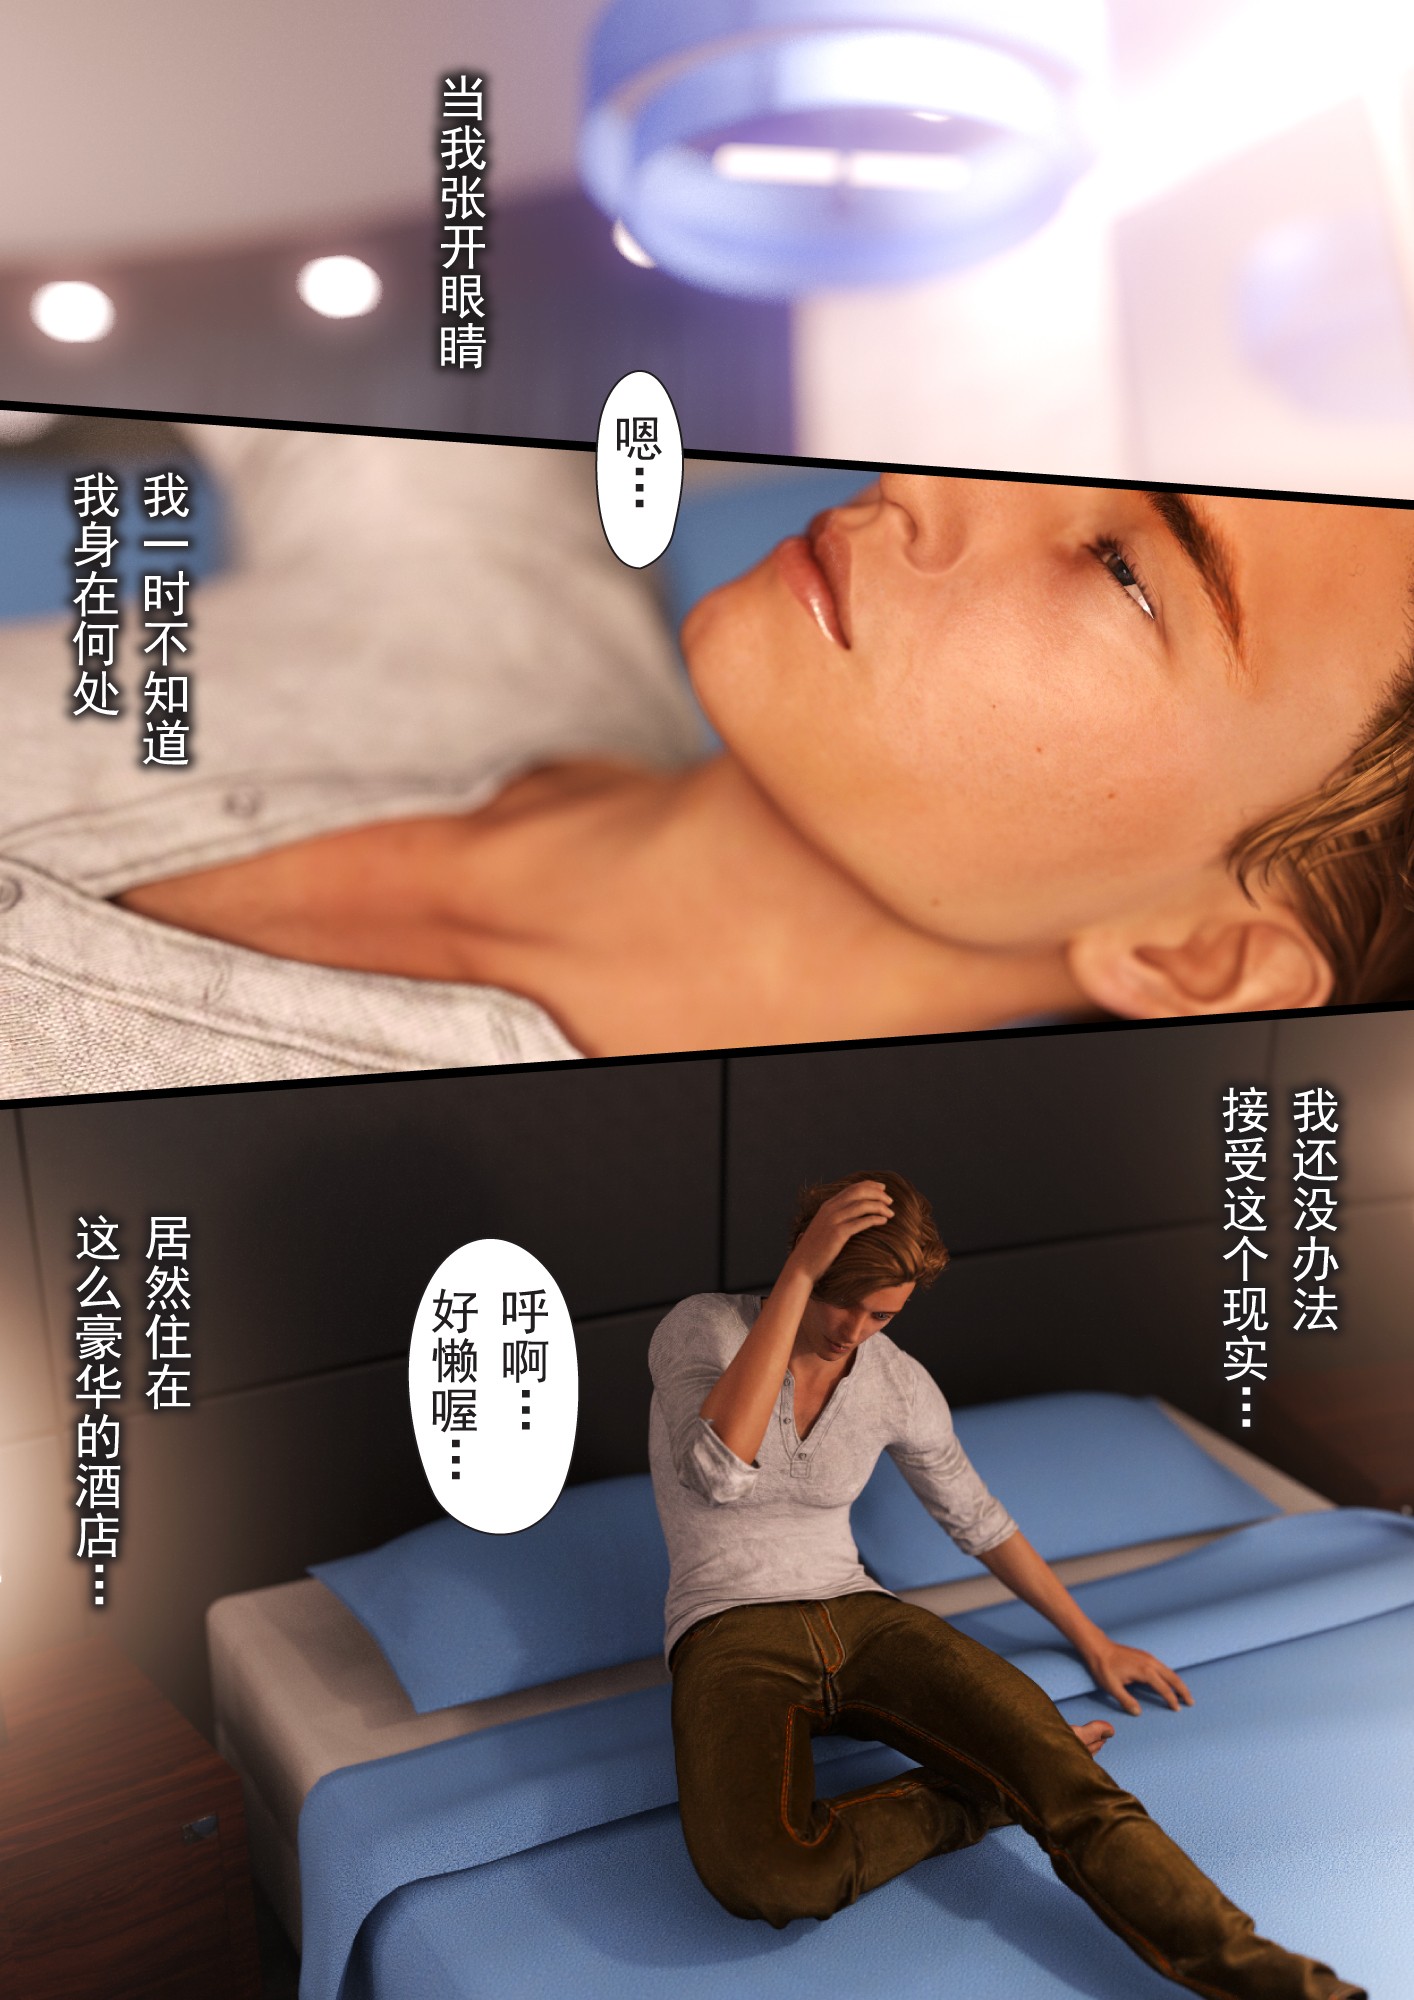 当我张开眼睛
嗯…
我一时不知道
我身在何处
我还没办法
接受这个现实…
呼啊…
好懒喔…
居然住在
这么豪华的酒店…